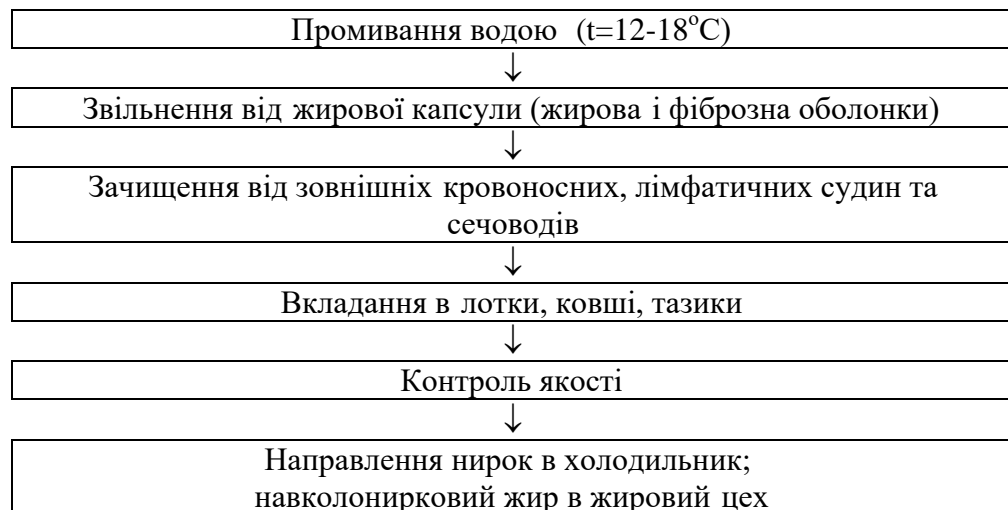 Промивання водою (t=12-18°С)
↓
Звільнення від жирової капсули (жирова і фіброзна оболонки)
↓
Зачищення від зовнішніх кровоносних, лімфатичних судин та
сечоводів
↓
Вкладання в лотки, ковші, тазики
↓
Контроль якості
↓
Направлення нирок в холодильник;
навколонирковий жир в жировий цех